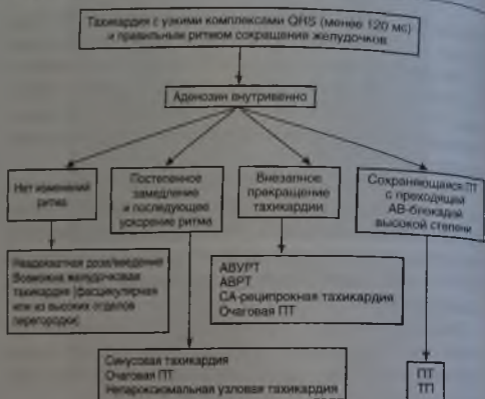 Тахикардия с узкими комплексами QRS (менее 120 мс)
и правильным ритмом сокращения желудочков
Аденозин внутривенно
Нет изменений
ритма
Постепенное
замедление
и последующее
ускорение ритма
Внезапное
прекращение
тахикардии
Сохраняющаяся ПТ
с преходящей
АВ-блокадой
высокой степени
Неадекватная доза/введение
Возможна желудочковая
тахикардия (фасцикулярная
или из высоких отделов
перегородки)
АВУРТ
АВРТ
СА-реципрокная тахикардия
Очаговая ПТ
Синусовая тахикардия
Очаговая ПТ
Непароксизмальная узловая тахикардия
ПТ
ТП